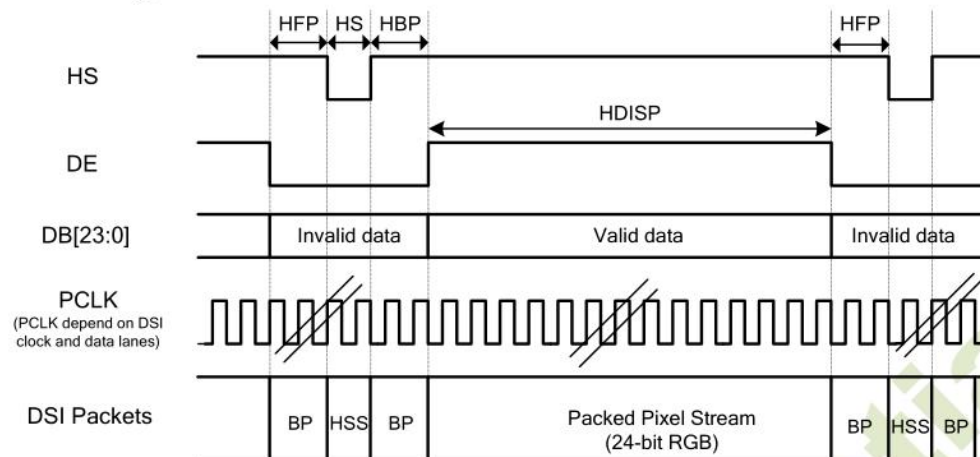 HFP HS HBP HFP
HS
HDISP
DE
DB[23:0] Invalid data Valid data Invalid data
PCLK
(PCLK depend on DSI
clock and data lanes)
DSI Packets BP HSS BP Packed Pixel Stream BP HSS BP
(24-bit RGB)